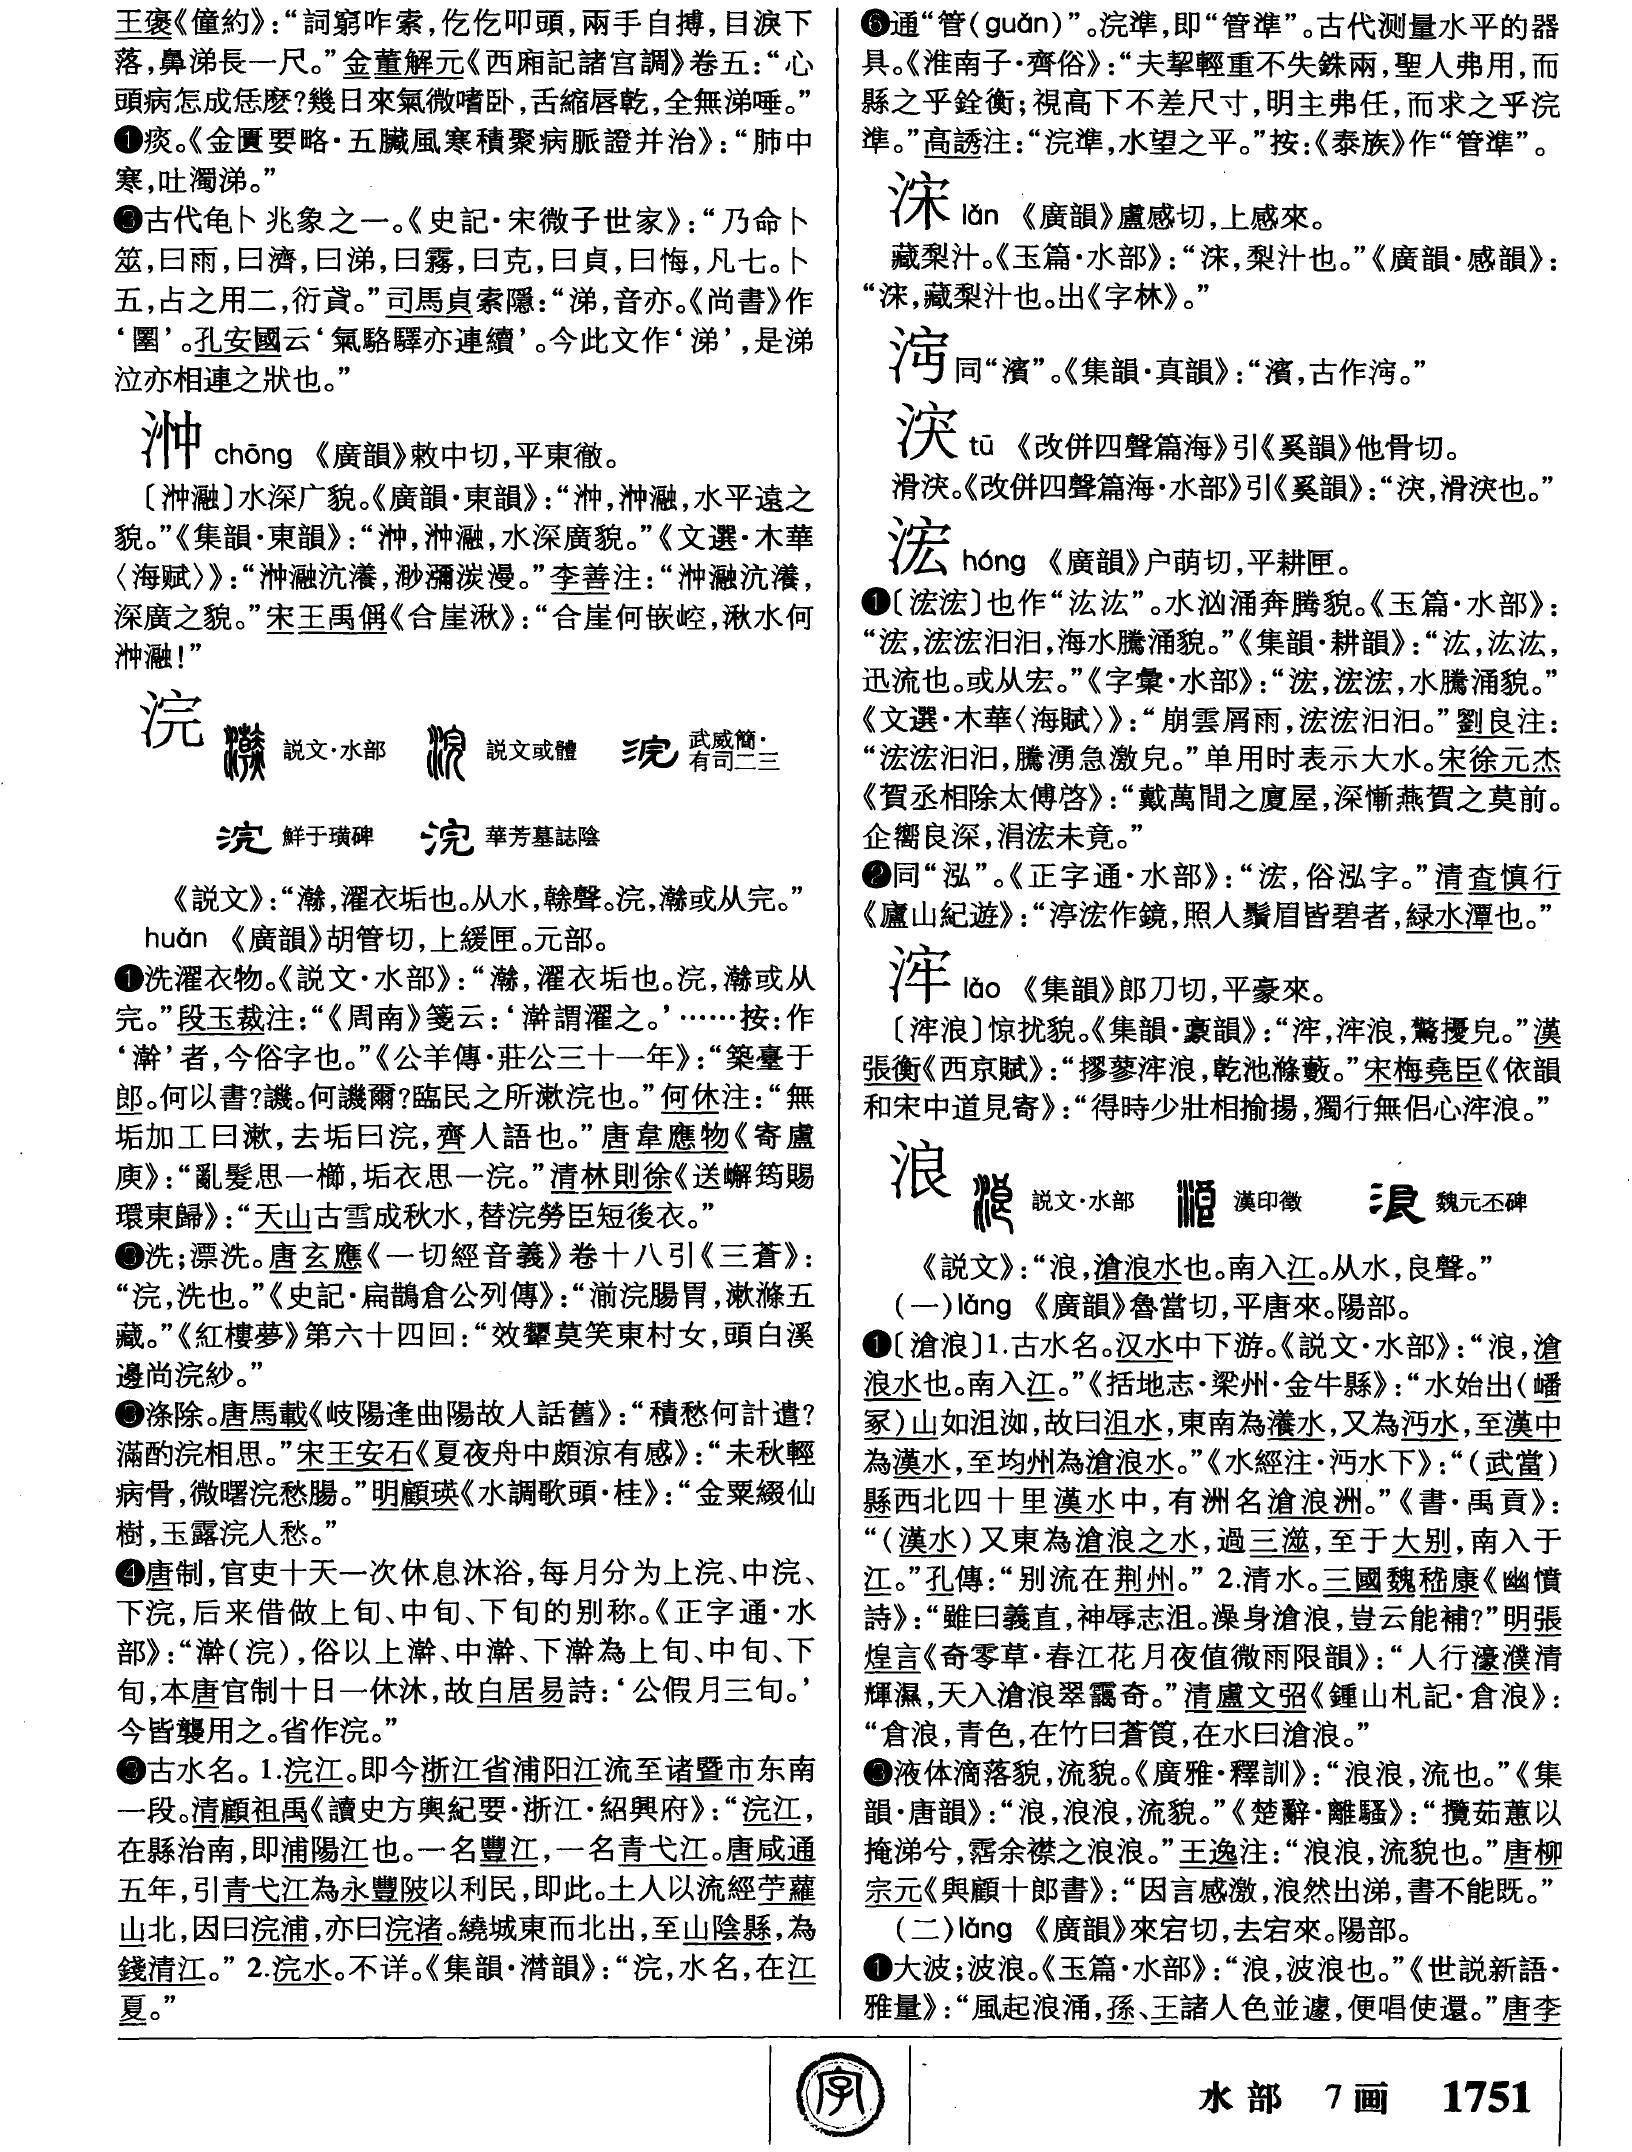 王褒《僮約》：“詞窮咋索，仡仡叩頭，兩手自搏，目淚下
落，鼻涕長一尺。”金董解元《西廂記諸宫調》卷五：“心
頭病怎成恁麽？幾日來氣微嗜卧，舌縮唇乾，全無涕唾。”
❶痰。《金匱要略·五臟風寒積聚病脈證并治》：“肺中
寒，吐濁涕。”
❸古代龟卜兆象之一。《史記·宋微子世家》：“乃命卜
筮，曰雨，曰濟，曰涕，曰霧，曰克，曰貞，曰悔，凡七。卜
五，占之用二，衍貣。”司馬貞索隱：“涕，音亦。《尚書》作
‘圛’。孔安國云‘氣駱驛亦連續’。今此文作‘涕’，是涕
泣亦相連之狀也。”
浺 chōng 《廣韻》敕中切，平東徹。
〔浺瀜〕水深广貌。《廣韻·東韻》：“浺，浺瀜，水平遠之
貌。”《集韻·東韻》：“浺，浺瀜，水深廣貌。”《文選·木華
〈海赋〉》：“浺瀜沆瀁，渺瀰湠漫。”李善注：“浺瀜沆瀁，
深廣之貌。”宋王禹偁《合崖湫》：“合崖何嵌崆，湫水何
浺瀜！”
浣 説文·水部 説文或體 武威簡·有司二三
鮮于璜碑 華芳墓誌陰
《説文》：“𣿅，濯衣垢也。从水，𠦝聲。浣，𣿅或从完。”
huǎn 《廣韻》胡管切，上緩匣。元部。
❶洗濯衣物。《説文·水部》：“𣿅，濯衣垢也。浣，𣿅或从
完。”段玉裁注：“《周南》箋云：‘澣謂濯之。’……按：作
‘澣’者，今俗字也。”《公羊傳·莊公三十一年》：“築臺于
郎。何以書？譏。何譏爾？臨民之所漱浣也。”何休注：“無
垢加工曰漱，去垢曰浣，齊人語也。”唐韋應物《寄盧
庾》：“亂髮思一櫛，垢衣思一浣。”清林則徐《送嶰筠賜
環東歸》：“天山古雪成秋水，替浣勞臣短後衣。”
❸洗；漂洗。唐玄應《一切經音義》卷十八引《三蒼》：
“浣，洗也。”《史記·扁鵲倉公列傳》：“湔浣腸胃，漱滌五
藏。”《紅樓夢》第六十四回：“效顰莫笑東村女，頭白溪
邊尚浣紗。”
❸涤除。唐馬載《岐陽逢曲陽故人話舊》：“積愁何計遣？
滿酌浣相思。”宋王安石《夏夜舟中頗涼有感》：“未秋輕
病骨，微曙浣愁腸。”明顧瑛《水調歌頭·桂》：“金粟綴仙
樹，玉露浣人愁。”
❹唐制，官吏十天一次休息沐浴，每月分为上浣、中浣、
下浣，后来借做上旬、中旬、下旬的别称。《正字通·水
部》：“澣（浣），俗以上澣、中澣、下澣為上旬、中旬、下
旬，本唐官制十日一休沐，故白居易詩：‘公假月三旬。’
今皆襲用之。省作浣。”
❸古水名。1.浣江。即今浙江省浦阳江流至诸暨市东南
一段。清顧祖禹《讀史方輿紀要·浙江·紹興府》：“浣江，
在縣治南，即浦陽江也。一名豐江，一名青弋江。唐咸通
五年，引青弋江為永豐陂以利民，即此。土人以流經苧蘿
山北，因曰浣浦，亦曰浣渚。繞城東而北出，至山陰縣，為
錢清江。” 2.浣水。不详。《集韻·潸韻》：“浣，水名，在江
夏。”
❻通“管（guǎn）”。浣準，即“管準”。古代测量水平的器
具。《淮南子·齊俗》：“夫挈輕重不失銖兩，聖人弗用，而
縣之乎銓衡；視高下不差尺寸，明主弗任，而求之乎浣
準。”高誘注：“浣準，水望之平。”按：《泰族》作“管準”。
浨 lǎn 《廣韻》盧感切，上感來。
藏梨汁。《玉篇·水部》：“浨，梨汁也。”《廣韻·感韻》：
“浨，藏梨汁也。出《字林》。”
同“濱”。《集韻·真韻》：“濱，古作𣳜。”
tū 《改併四聲篇海》引《奚韻》他骨切。
浤 hóng 《廣韻》户萌切，平耕匣。
❶〔浤浤〕也作“汯汯”。水汹涌奔腾貌。《玉篇·水部》：
“浤，浤浤汩汩，海水騰涌貌。”《集韻·耕韻》：“汯，汯汯，
迅流也。或从宏。”《字彙·水部》：“浤，浤浤，水騰涌貌。”
《文選·木華〈海賦〉》：“崩雲屑雨，浤浤汩汩。”劉良注：
“浤浤汩汩，騰湧急激皃。”单用时表示大水。宋徐元杰
《賀丞相除太傅啓》：“戴萬間之廈屋，深慚燕賀之莫前。
企嚮良深，涓浤未竟。”
❷同“泓”。《正字通·水部》：“浤，俗泓字。”清查慎行
《廬山紀遊》：“渟浤作鏡，照人鬚眉皆碧者，緑水潭也。”
浶 láo 《集韻》郎刀切，平豪來。
〔浶浪〕惊扰貌。《集韻·豪韻》：“浶，浶浪，驚擾皃。”漢
張衡《西京賦》：“摎蓼浶浪，乾池滌藪。”宋梅堯臣《依韻
和宋中道見寄》：“得時少壯相揄揚，獨行無侣心浶浪。”
浪 説文·水部 漢印徵 魏元丕碑
《説文》：“浪，滄浪水也。南入江。从水，良聲。”
（一）láng 《廣韻》魯當切，平唐來。陽部。
❶〔滄浪〕1.古水名。汉水中下游。《説文·水部》：“浪，滄
浪水也。南入江。”《括地志·梁州·金牛縣》：“水始出（嶓
冢）山如沮洳，故曰沮水，東南為瀁水，又為沔水，至漢中
為漢水，至均州為滄浪水。”《水經注·沔水下》：“（武當）
縣西北四十里漢水中，有洲名滄浪洲。”《書·禹貢》：
“（漢水）又東為滄浪之水，過三澨，至于大别，南入于
江。”孔傳：“别流在荆州。” 2.清水。三國魏嵇康《幽憤
詩》：“雖曰義直，神辱志沮。澡身滄浪，豈云能補？”明張
煌言《奇零草·春江花月夜值微雨限韻》：“人行濠濮清
輝濕，天入滄浪翠靄奇。”清盧文弨《鍾山札記·倉浪》：
“倉浪，青色，在竹曰蒼筤，在水曰滄浪。”
❸液体滴落貌，流貌。《廣雅·釋訓》：“浪浪，流也。”《集
韻·唐韻》：“浪，浪浪，流貌。”《楚辭·離騷》：“攬茹蕙以
掩涕兮，霑余襟之浪浪。”王逸注：“浪浪，流貌也。”唐柳
宗元《與顧十郎書》：“因言感激，浪然出涕，書不能既。”
（二）làng 《廣韻》來宕切，去宕來。陽部。
❶大波；波浪。《玉篇·水部》：“浪，波浪也。”《世説新語·
雅量》：“風起浪涌，孫、王諸人色並遽，便唱使還。”唐李
字
水部 7画 1751